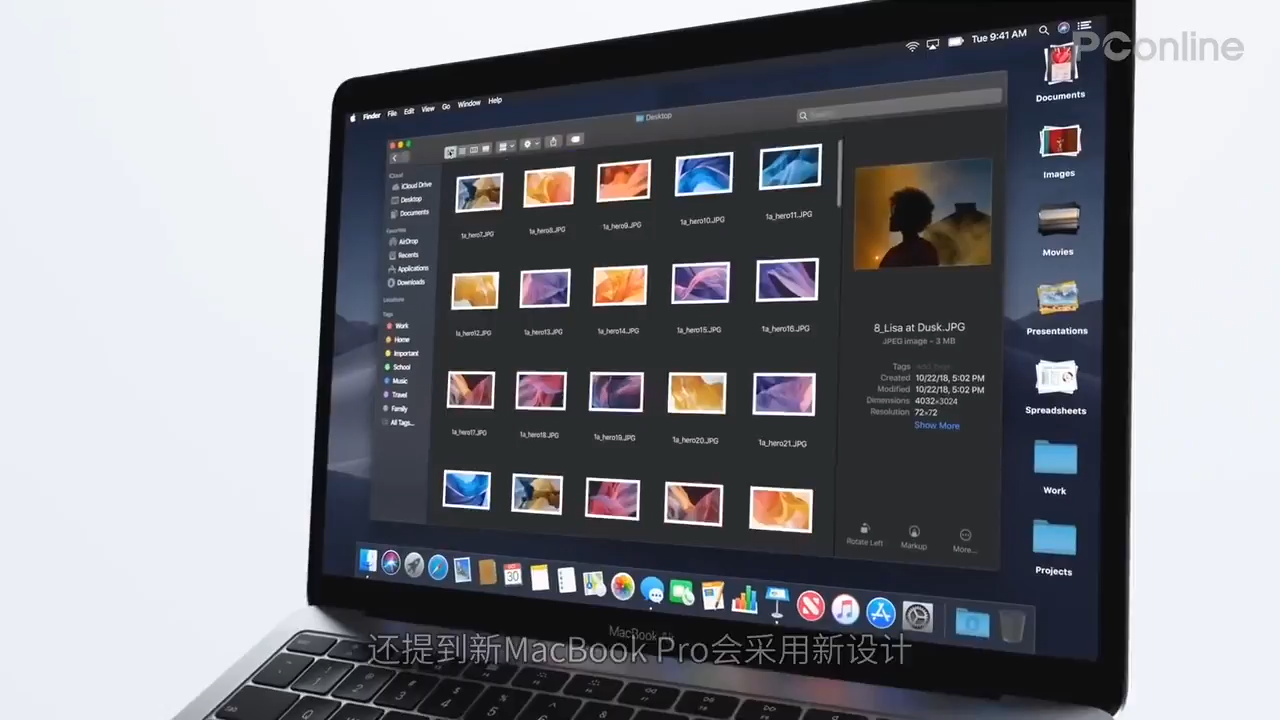 PConline
Finder File Edit View Go Window Help
Tue 9:41 AM
Desktop
iCloud
iCloud Drive
Desktop
Documents
Favorites
AirDrop
Recents
Applications
Downloads
Locations
Tags
Work
Home
Important
School
Music
Travel
Family
All Tags...
1a_hero7.JPG
1a_hero8.JPG
1a_hero9.JPG
1a_hero10.JPG
1a_hero11.JPG
1a_hero12.JPG
1a_hero13.JPG
1a_hero14.JPG
1a_hero15.JPG
1a_hero16.JPG
1a_hero17.JPG
1a_hero18.JPG
1a_hero19.JPG
1a_hero20.JPG
1a_hero21.JPG
8_Lisa at Dusk.JPG
JPEG image - 3 MB
Tags
Created 10/22/18, 5:02 PM
Modified 10/22/18, 5:02 PM
Dimensions 4032×3024
Resolution 72×72
Show More
Rotate Left
Markup
More...
Documents
Images
Movies
Presentations
Spreadsheets
Work
Projects
OCT
30
MacBook Air
还提到新MacBook Pro会采用新设计